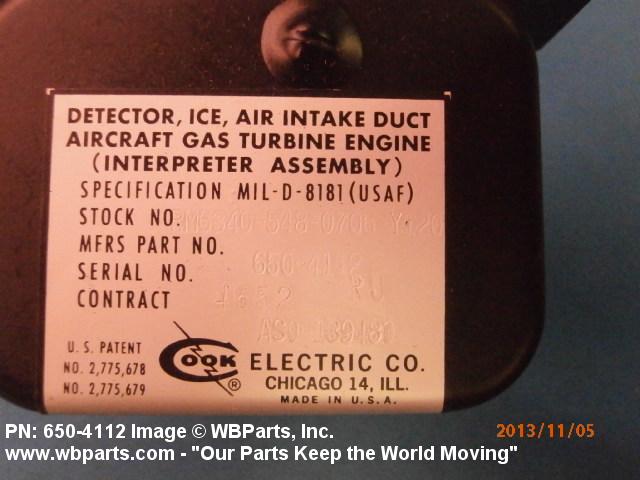 DETECTOR, ICE, AIR INTAKE DUCT
AIRCRAFT GAS TURBINE ENGINE
(INTERPRETER ASSEMBLY)
SPECIFICATION MIL-D-8181 (USAF)
STOCK NO.
MFRS PART NO. 650-4112
SERIAL NO. RJ
CONTRACT
U.S. PATENT
NO. 2,775,678
NO. 2,775,679
COOK ® ELECTRIC CO.
CHICAGO 14, ILL.
MADE IN U.S.A.
PN: 650-4112 Image © WBParts, Inc.
2013/11/05
www.wbparts.com - "Our Parts Keep the World Moving"